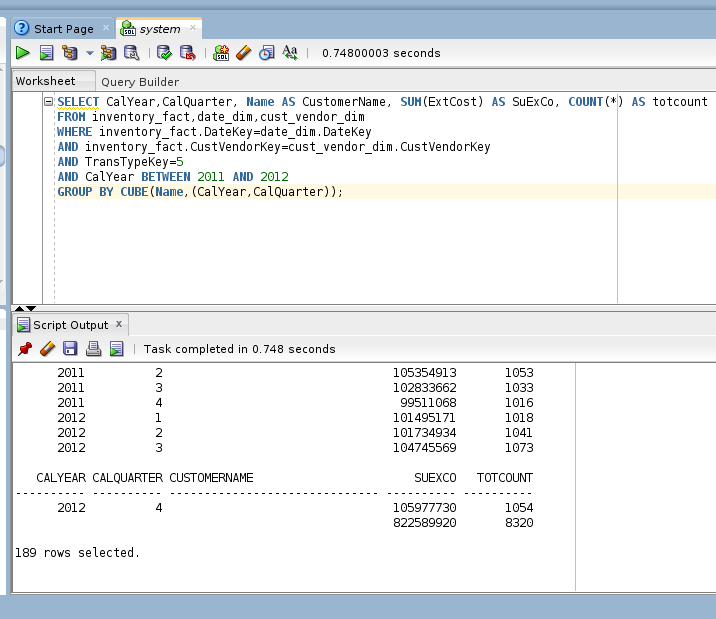 Start Page
system
0.74800003 seconds
Worksheet Query Builder
SELECT CalYear,CalQuarter, Name AS CustomerName, SUM(ExtCost) AS SuExCo, COUNT(*) AS totcount
FROM inventory_fact,date_dim,cust_vendor_dim
WHERE inventory_fact.DateKey=date_dim.DateKey
AND inventory_fact.CustVendorKey=cust_vendor_dim.CustVendorKey
AND TransTypeKey=5
AND CalYear BETWEEN 2011 AND 2012
GROUP BY CUBE(Name,(CalYear,CalQuarter));
Script Output x
Task completed in 0.748 seconds
2011 2 105354913 1053
2011 3 102833662 1033
2011 4 99511068 1016
2012 1 101495171 1018
2012 2 101734934 1041
2012 3 104745569 1073
CALYEAR CALQUARTER CUSTOMERNAME SUEXCO TOTCOUNT
---------- ---------- ------------------------------ ---------- ----------
2012 4 105977730 1054
822589920 8320
189 rows selected.